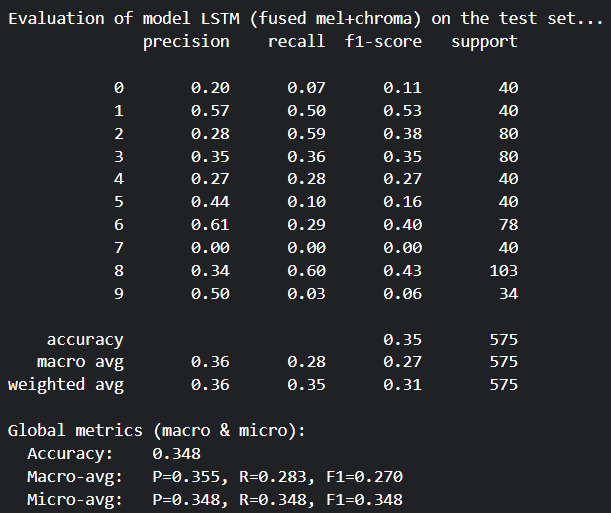 Evaluation of model LSTM (fused mel+chroma) on the test set...
precision recall f1-score support
0 0.20 0.07 0.11 40
1 0.57 0.50 0.53 40
2 0.28 0.59 0.38 80
3 0.35 0.36 0.35 80
4 0.27 0.28 0.27 40
5 0.44 0.10 0.16 40
6 0.61 0.29 0.40 78
7 0.00 0.00 0.00 40
8 0.34 0.60 0.43 103
9 0.50 0.03 0.06 34
accuracy 0.35 575
macro avg 0.36 0.28 0.27 575
weighted avg 0.36 0.35 0.31 575
Global metrics (macro & micro):
Accuracy: 0.348
Macro-avg: P=0.355, R=0.283, F1=0.270
Micro-avg: P=0.348, R=0.348, F1=0.348